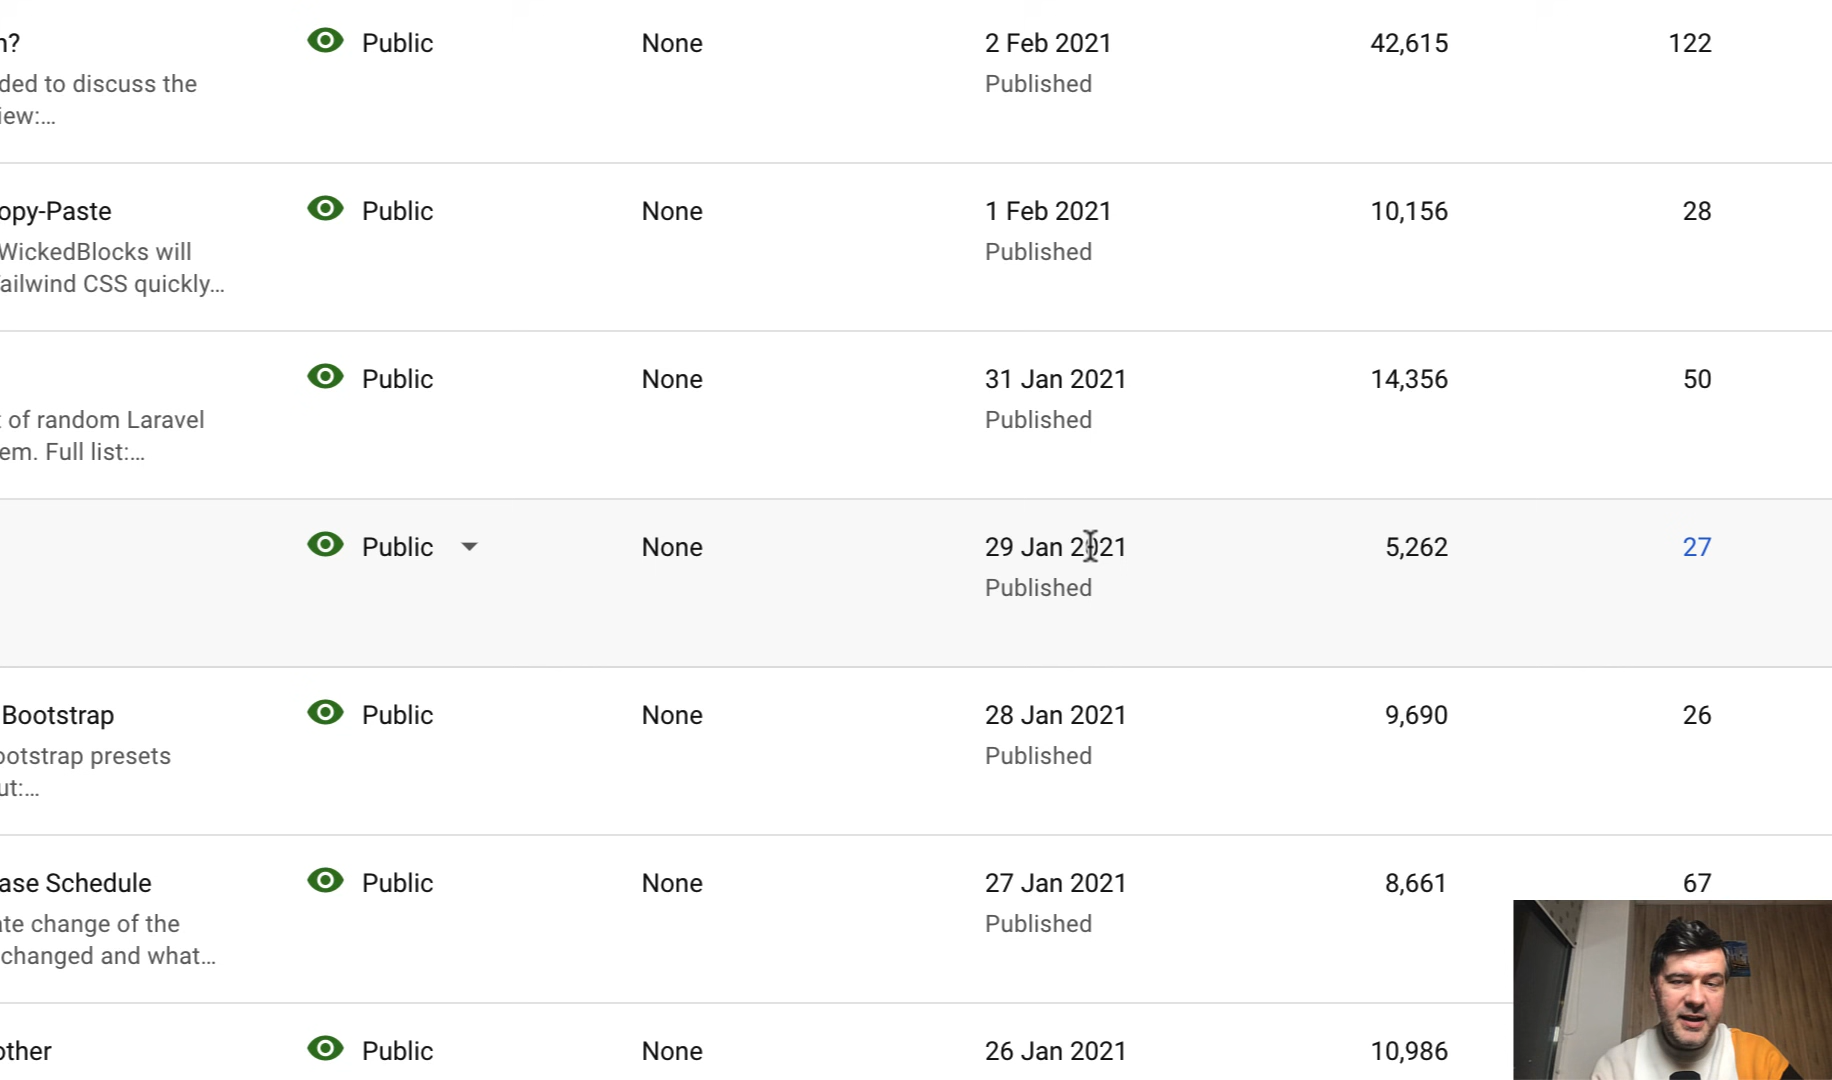 n? Public None 2 Feb 2021 42,615 122
ded to discuss the Published
iew:...
opy-Paste Public None 1 Feb 2021 10,156 28
WickedBlocks will Published
ailwind CSS quickly...
Public None 31 Jan 2021 14,356 50
t of random Laravel Published
em. Full list:...
Public None 29 Jan 2021 5,262 27
Published
Bootstrap Public None 28 Jan 2021 9,690 26
ootstrap presets Published
ut:...
ase Schedule Public None 27 Jan 2021 8,661 67
ate change of the Published
changed and what...
other Public None 26 Jan 2021 10,986